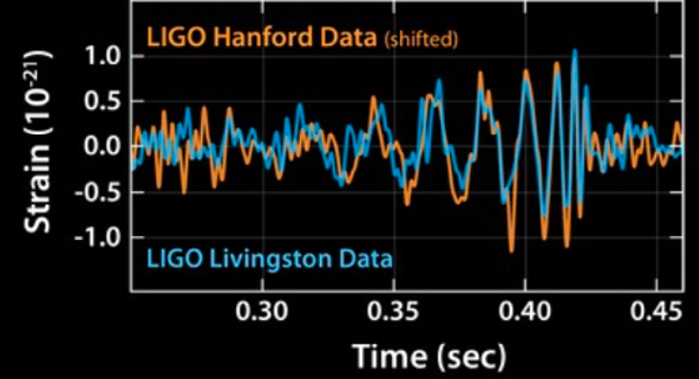 LIGO Hanford Data (shifted)
1.0
0.5
0.0
-0.5
-1.0
Strain (10⁻²¹)
LIGO Livingston Data
0.30 0.35 0.40 0.45
Time (sec)